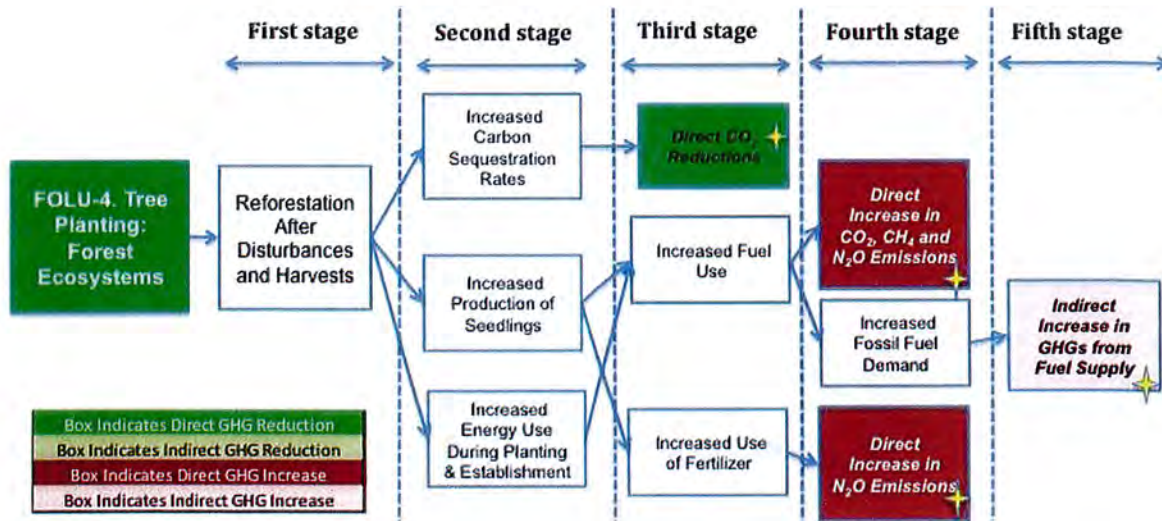 First stage
Second stage
Third stage
Fourth stage
Fifth stage
FOLU-4. Tree
Planting:
Forest
Ecosystems
Reforestation
After
Disturbances
and Harvests
Increased
Carbon
Sequestration
Rates
Increased
Production of
Seedlings
Increased
Energy Use
During Planting
& Establishment
Direct CO₂
Reductions
Increased Fuel
Use
Increased Use
of Fertilizer
Direct
Increase in
CO₂, CH₄ and
N₂O Emissions
Increased
Fossil Fuel
Demand
Direct
Increase in
N₂O Emissions
Indirect
Increase in
GHGs from
Fuel Supply
Box Indicates Direct GHG Reduction
Box Indicates Indirect GHG Reduction
Box Indicates Direct GHG Increase
Box Indicates Indirect GHG Increase